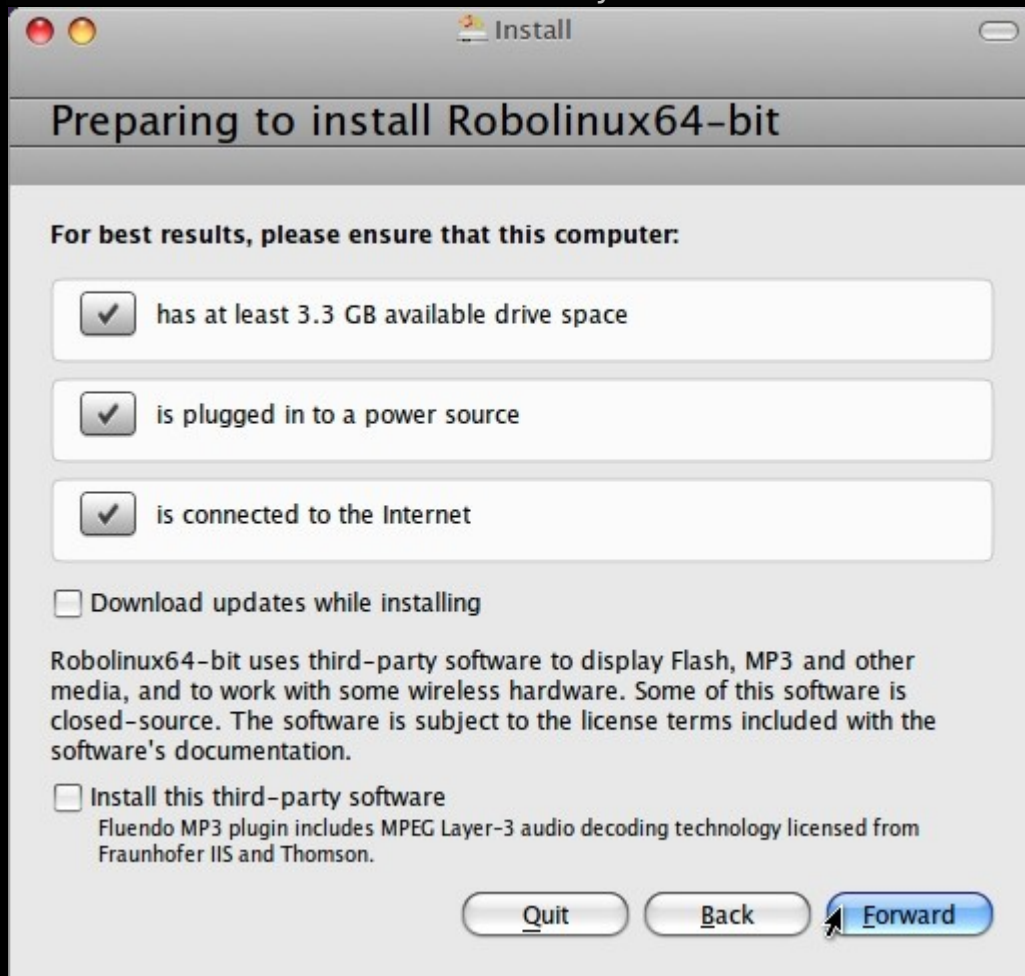 Install
Preparing to install Robolinux64-bit
For best results, please ensure that this computer:
has at least 3.3 GB available drive space
is plugged in to a power source
is connected to the Internet
Download updates while installing
Robolinux64-bit uses third-party software to display Flash, MP3 and other
media, and to work with some wireless hardware. Some of this software is
closed-source. The software is subject to the license terms included with the
software's documentation.
Install this third-party software
Fluendo MP3 plugin includes MPEG Layer-3 audio decoding technology licensed from
Fraunhofer IIS and Thomson.
Quit Back Forward